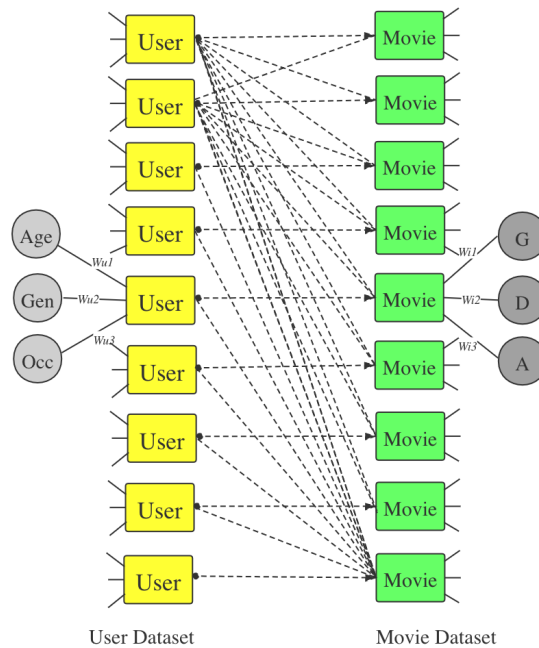 User Movie
User Movie
User Movie
Age User Movie G
Wu1 Wi1
Gen Wu2 User Movie Wi2 D
Wu3 Wi3
Occ User Movie A
User Movie
User Movie
User Movie
User Dataset Movie Dataset